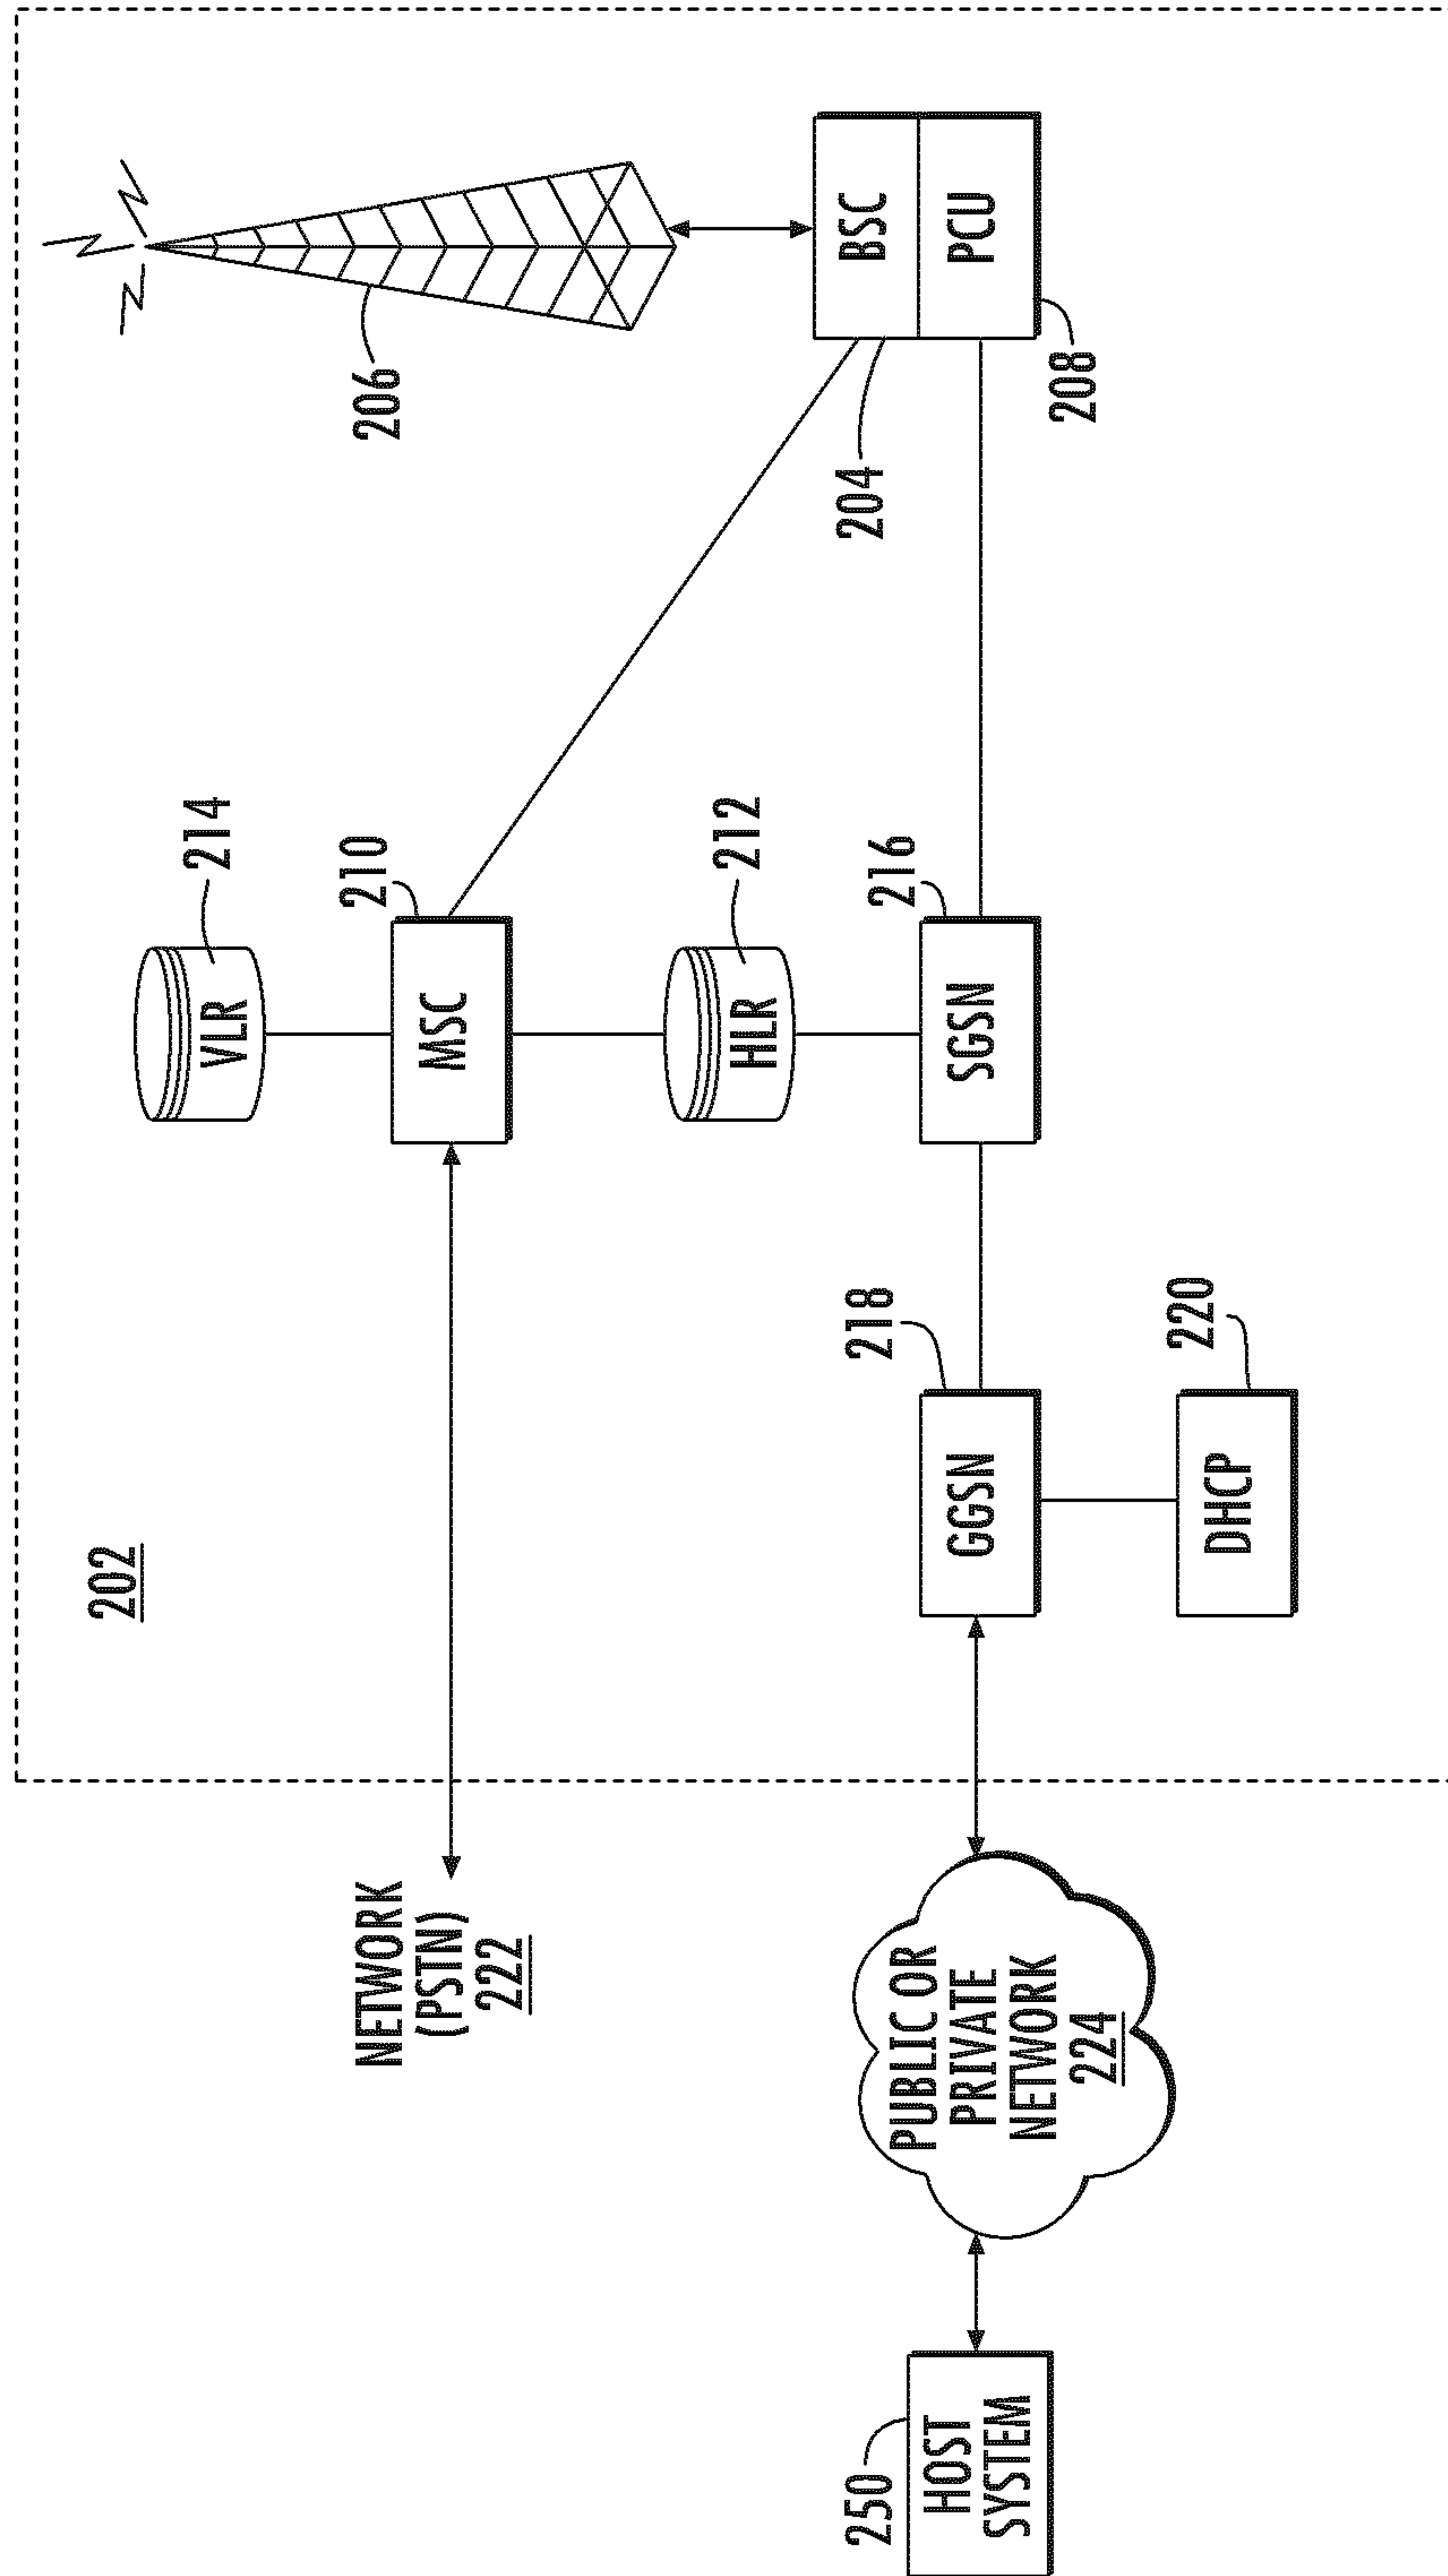 202
VLR
214
206
NETWORK
(PSTN)
222
MSC
210
HLR
212
250
HOST
SYSTEM
PUBLIC OR
PRIVATE
NETWORK
224
218
GGSN
216
SGSN
204
BSC
PCU
208
220
DHCP